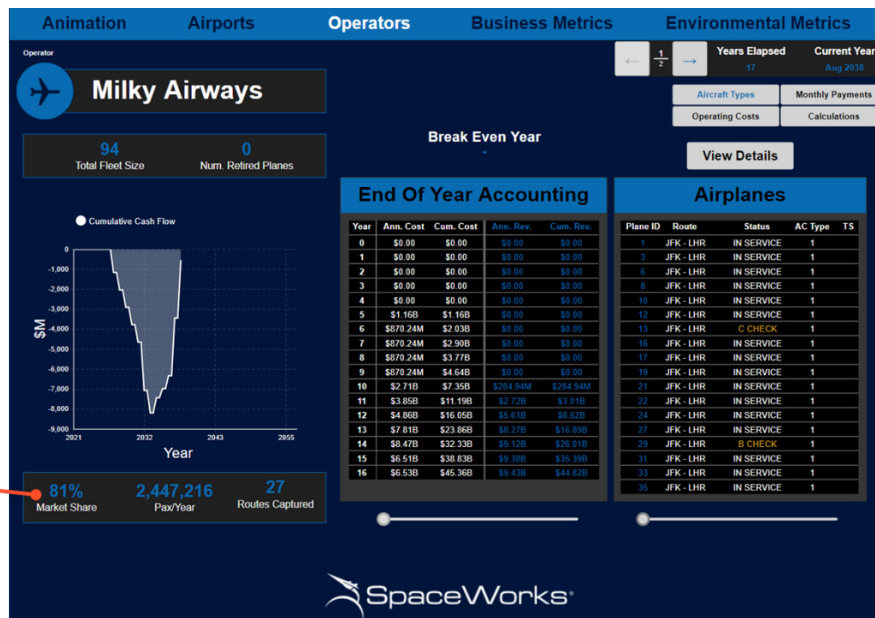 Animation Airports Operators Business Metrics Environmental Metrics
Operator
Milky Airways
← 1/2 → Years Elapsed Current Year
17 Aug 2038
Aircraft Types Monthly Payments
Operating Costs Calculations
View Details
94 0
Total Fleet Size Num. Retired Planes
Break Even Year
-
Cumulative Cash Flow
0
-1,000
-2,000
-3,000
-4,000
-5,000
-6,000
-7,000
-8,000
-9,000
$M
2021 2032 2043 2055
Year
81% 2,447,216 27
Market Share Pax/Year Routes Captured
End Of Year Accounting
Year Ann. Cost Cum. Cost Ann. Rev. Cum. Rev.
0 $0.00 $0.00 $0.00 $0.00
1 $0.00 $0.00 $0.00 $0.00
2 $0.00 $0.00 $0.00 $0.00
3 $0.00 $0.00 $0.00 $0.00
4 $0.00 $0.00 $0.00 $0.00
5 $1.16B $1.16B $0.00 $0.00
6 $870.24M $2.03B $0.00 $0.00
7 $870.24M $2.90B $0.00 $0.00
8 $870.24M $3.77B $0.00 $0.00
9 $870.24M $4.64B $0.00 $0.00
10 $2.71B $7.35B $284.94M $284.94M
11 $3.85B $11.19B $2.72B $3.01B
12 $4.86B $16.05B $5.61B $8.62B
13 $7.81B $23.86B $8.27B $16.89B
14 $8.47B $32.33B $9.12B $26.01B
15 $6.51B $38.83B $9.38B $35.39B
16 $6.53B $45.36B $9.43B $44.82B
Airplanes
Plane ID Route Status AC Type TS
1 JFK - LHR IN SERVICE 1
3 JFK - LHR IN SERVICE 1
6 JFK - LHR IN SERVICE 1
8 JFK - LHR IN SERVICE 1
10 JFK - LHR IN SERVICE 1
12 JFK - LHR IN SERVICE 1
13 JFK - LHR C CHECK 1
16 JFK - LHR IN SERVICE 1
17 JFK - LHR IN SERVICE 1
19 JFK - LHR IN SERVICE 1
21 JFK - LHR IN SERVICE 1
22 JFK - LHR IN SERVICE 1
24 JFK - LHR IN SERVICE 1
27 JFK - LHR IN SERVICE 1
29 JFK - LHR B CHECK 1
31 JFK - LHR IN SERVICE 1
33 JFK - LHR IN SERVICE 1
35 JFK - LHR IN SERVICE 1
SpaceWorks